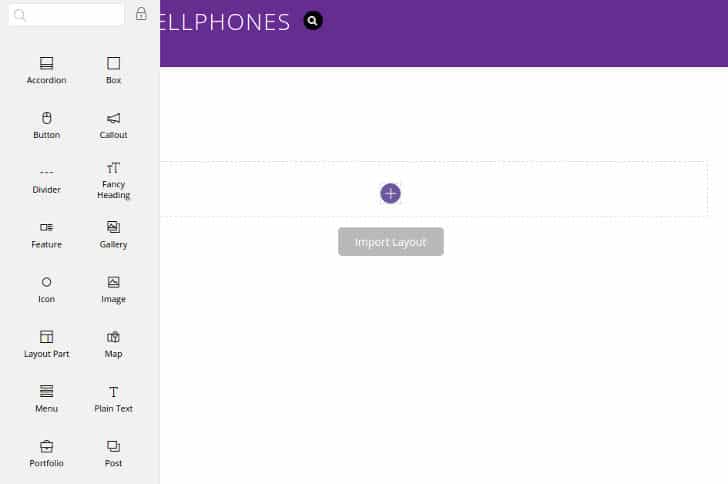 ELLPHONES
Accordion
Box
Button
Callout
Divider
Fancy
Heading
Feature
Gallery
Icon
Image
Layout Part
Map
Menu
Plain Text
Portfolio
Post
Import Layout